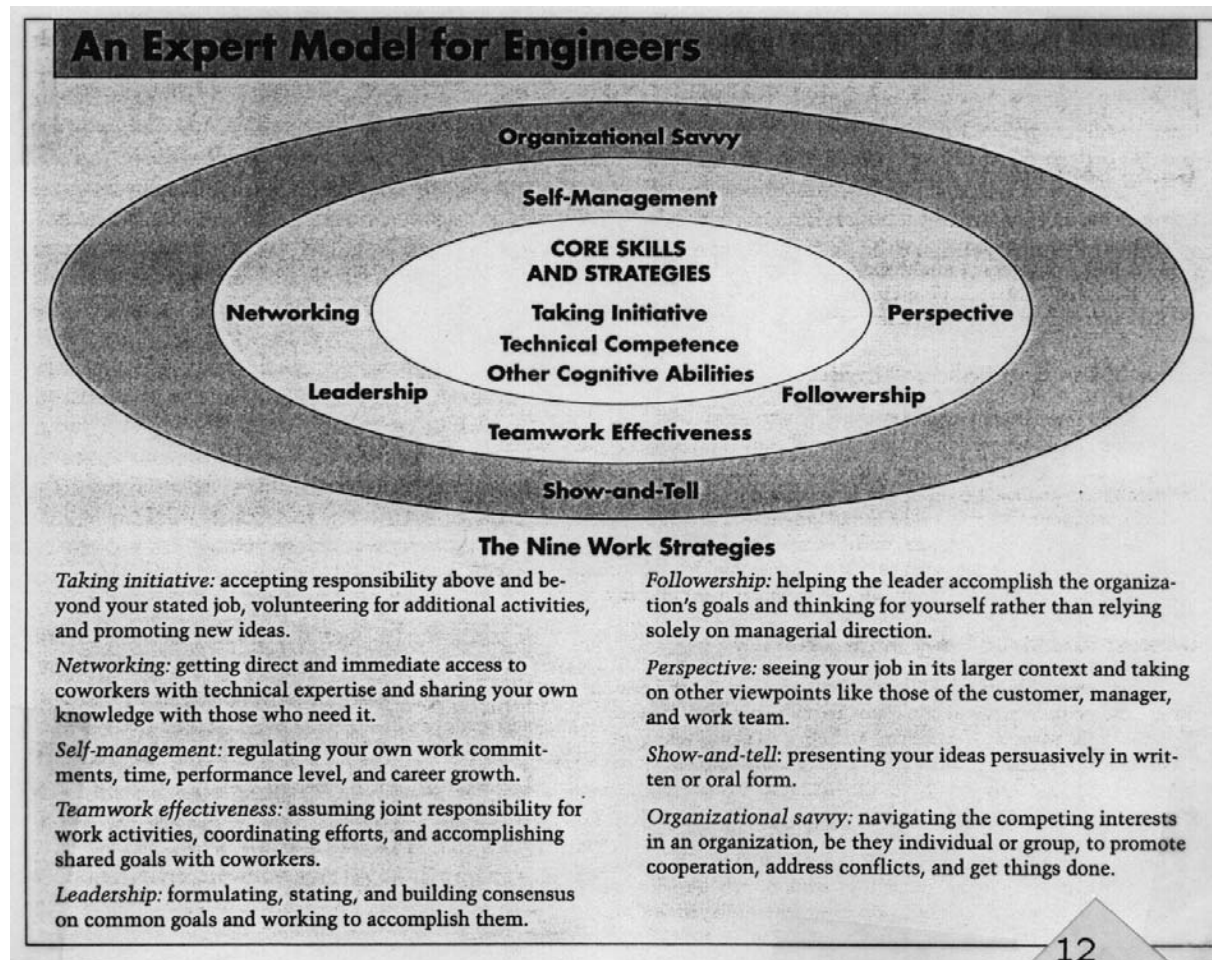 An Expert Model for Engineers
Organizational Savvy
Self-Management
CORE SKILLS
AND STRATEGIES
Networking
Taking Initiative
Perspective
Technical Competence
Other Cognitive Abilities
Leadership
Followership
Teamwork Effectiveness
Show-and-Tell
The Nine Work Strategies
Taking initiative: accepting responsibility above and be-
yond your stated job, volunteering for additional activities,
and promoting new ideas.
Networking: getting direct and immediate access to
coworkers with technical expertise and sharing your own
knowledge with those who need it.
Self-management: regulating your own work commit-
ments, time, performance level, and career growth.
Teamwork effectiveness: assuming joint responsibility for
work activities, coordinating efforts, and accomplishing
shared goals with coworkers.
Leadership: formulating, stating, and building consensus
on common goals and working to accomplish them.
Followership: helping the leader accomplish the organiza-
tion's goals and thinking for yourself rather than relying
solely on managerial direction.
Perspective: seeing your job in its larger context and taking
on other viewpoints like those of the customer, manager,
and work team.
Show-and-tell: presenting your ideas persuasively in writ-
ten or oral form.
Organizational savvy: navigating the competing interests
in an organization, be they individual or group, to promote
cooperation, address conflicts, and get things done.
12